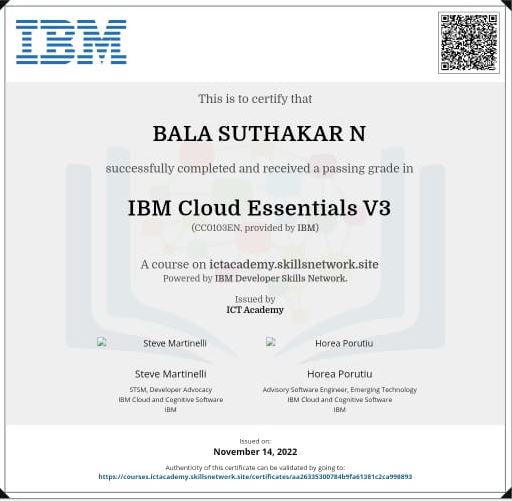 IBM
This is to certify that
BALA SUTHAKAR N
successfully completed and received a passing grade in
IBM Cloud Essentials V3
(CC0103EN, provided by IBM)
A course on ictacademy.skillsnetwork.site
Powered by IBM Developer Skills Network.
Issued by
ICT Academy
Steve Martinelli Horea Porutiu
Steve Martinelli Horea Porutiu
STSM, Developer Advocacy Advisory Software Engineer, Emerging Technology
IBM Cloud and Cognitive Software IBM Cloud and Cognitive Software
IBM IBM
Issued on:
November 14, 2022
Authenticity of this certificate can be validated by going to:
https://courses.ictacademy.skillsnetwork.site/certificates/aa26335300784b9fa61381c2ca998893